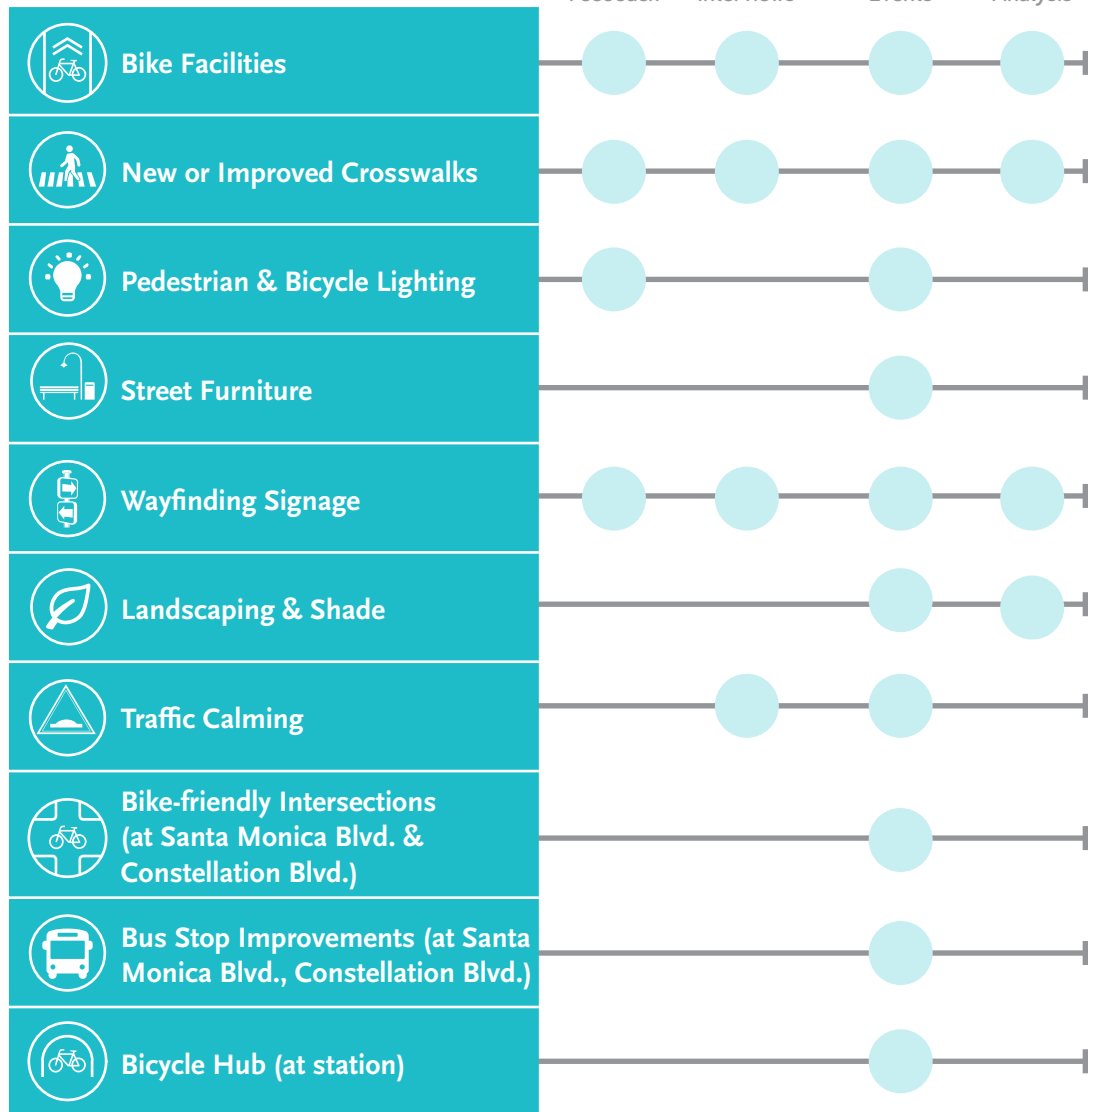 Events Analysis
Bike Facilities
New or Improved Crosswalks
Pedestrian & Bicycle Lighting
Street Furniture
Wayfinding Signage
Landscaping & Shade
Traffic Calming
Bike-friendly Intersections
(at Santa Monica Blvd. &
Constellation Blvd.)
Bus Stop Improvements (at Santa
Monica Blvd., Constellation Blvd.)
Bicycle Hub (at station)